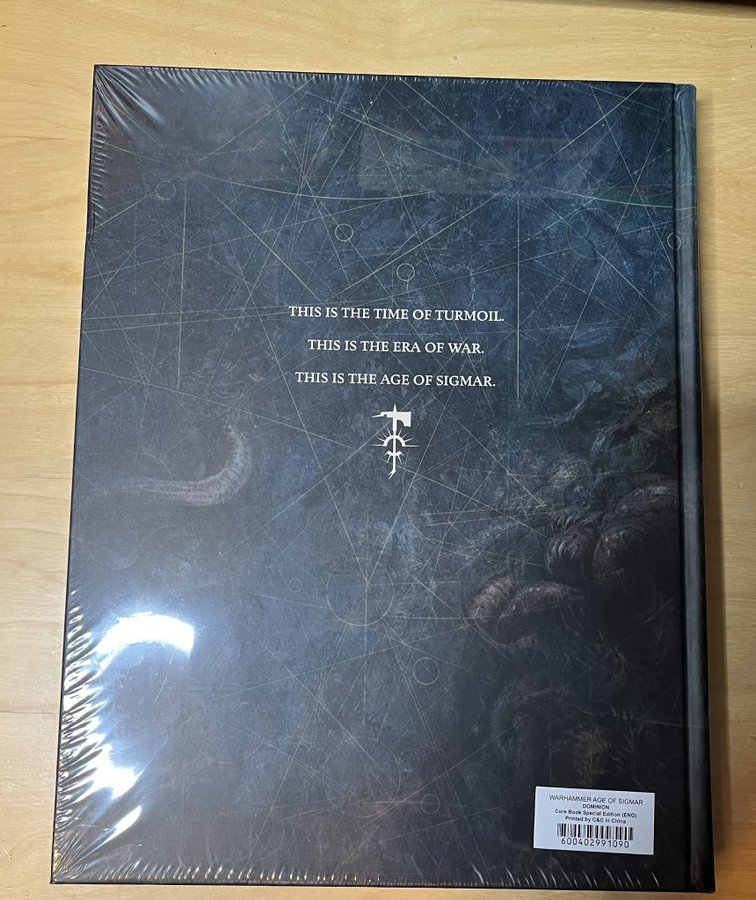 THIS IS THE TIME OF TURMOIL.
THIS IS THE ERA OF WAR.
THIS IS THE AGE OF SIGMAR.
WARHAMMER AGE OF SIGMAR
DOMINION
Core Book Special Edition (ENG)
Printed by C&C in China
600402991090